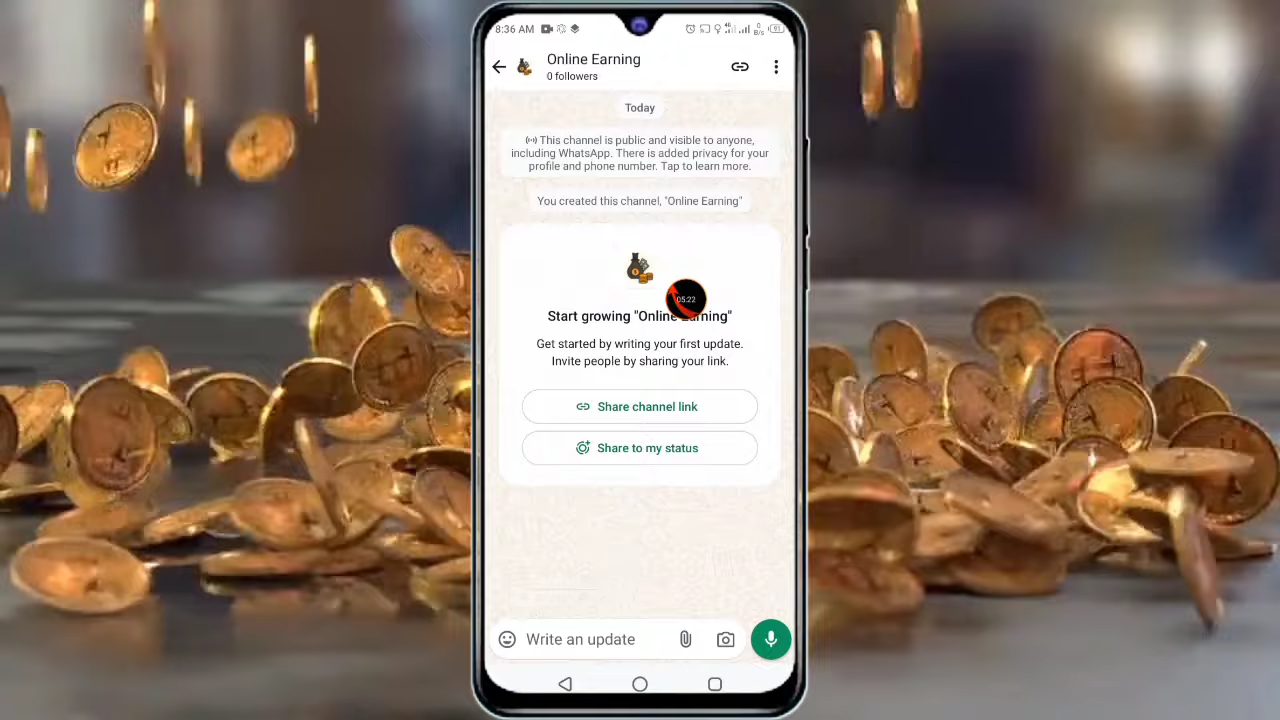 8:36 AM
Online Earning
0 followers
Today
This channel is public and visible to anyone,
including WhatsApp. There is added privacy for your
profile and phone number. Tap to learn more.
You created this channel, "Online Earning"
05:22
Start growing "Online Earning"
Get started by writing your first update.
Invite people by sharing your link.
Share channel link
Share to my status
Write an update